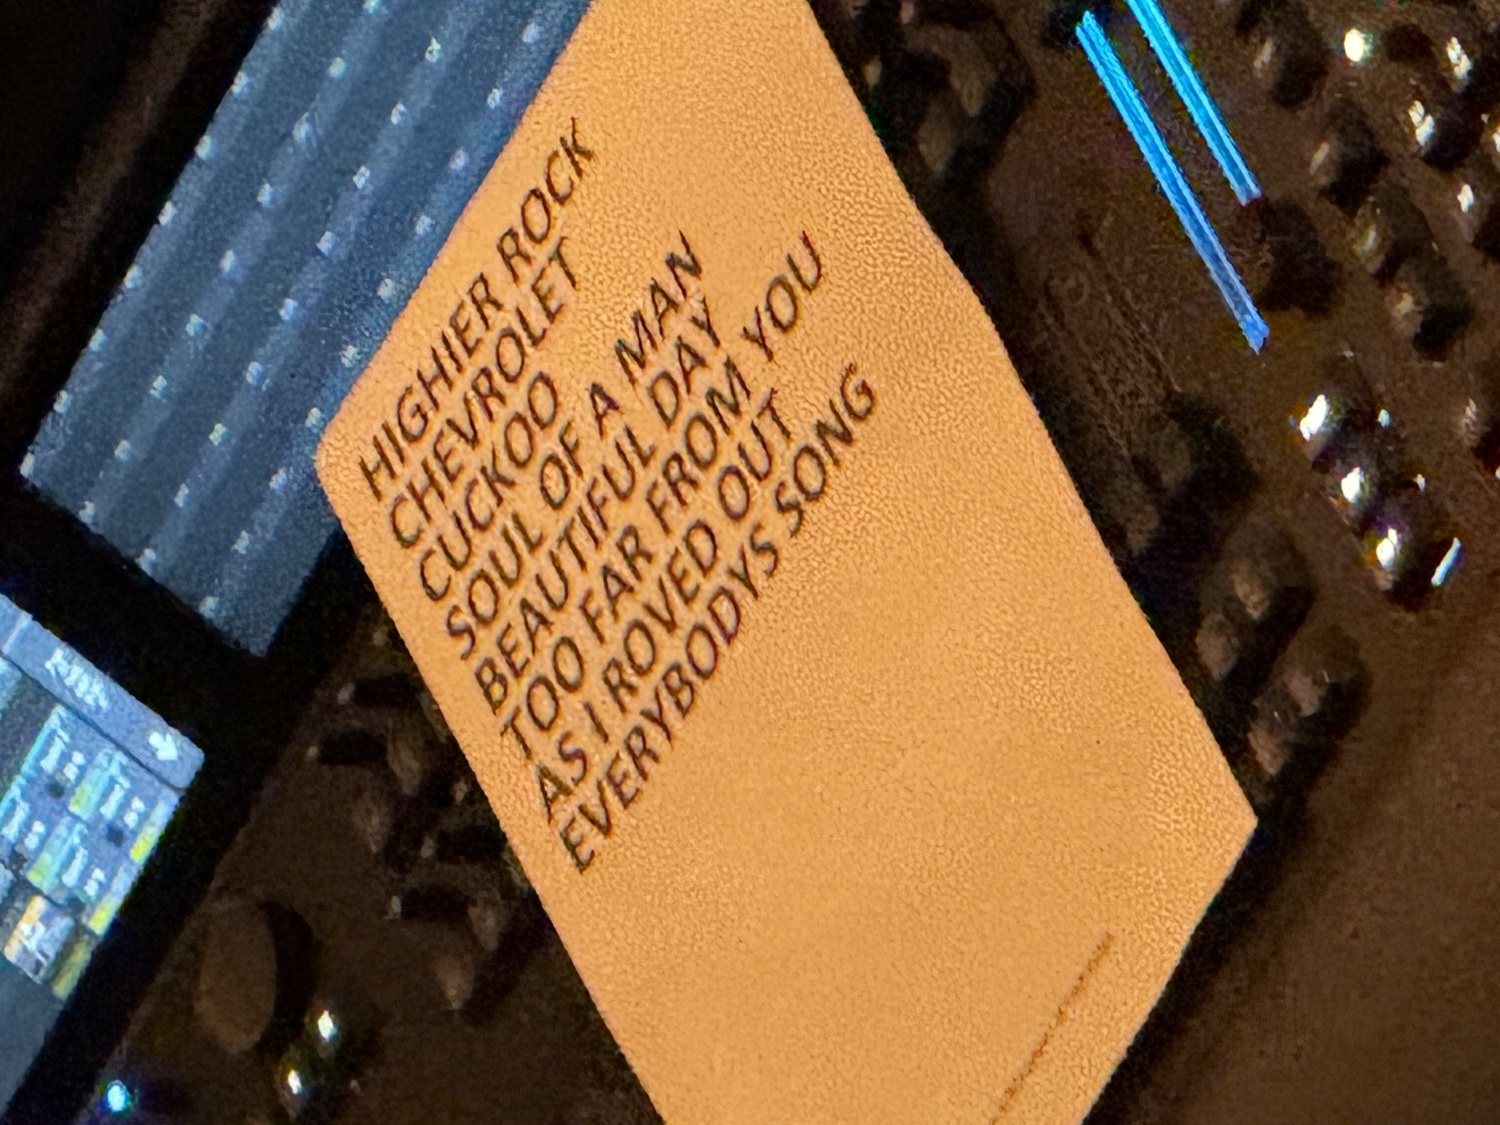 HIGHIER ROCK
CHEVROLET
CUCKOO
SOUL OF A MAN
BEAUTIFUL DAY
TOO FAR FROM YOU
AS I ROVED OUT
EVERYBODYS SONG